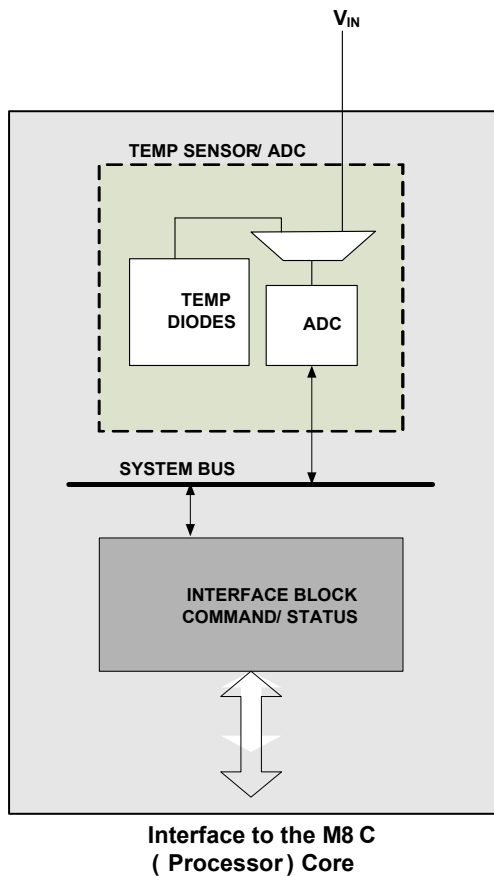 VIN
TEMP SENSOR/ ADC
TEMP
DIODES
ADC
SYSTEM BUS
INTERFACE BLOCK
COMMAND/ STATUS
Interface to the M8 C
( Processor ) Core